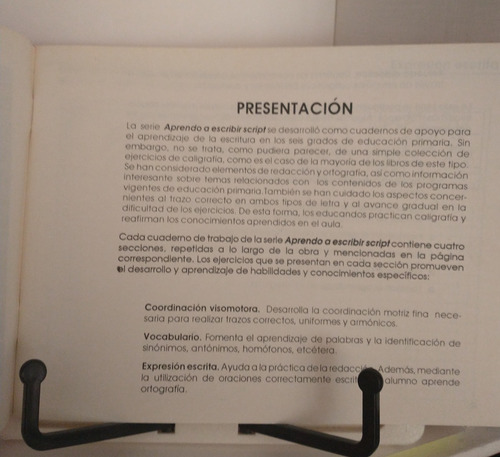 PRESENTACIÓN
La serie Aprendo a escribir script se desarrolló como cuadernos de apoyo para
el aprendizaje de la escritura en los seis grados de educación primaria. Sin
embargo, no se trata, como pudiera parecer, de una simple colección de
ejercicios de caligrafía, como es el caso de la mayoría de los libros de este tipo.
Se han considerado elementos de redacción y ortografía, así como información
interesante sobre temas relacionados con los contenidos de los programas
vigentes de educación primaria. También se han cuidado los aspectos concer-
nientes al trazo correcto en ambos tipos de letra y al avance gradual en la
dificultad de los ejercicios. De esta forma, los educandos practican caligrafía y
reafirman los conocimientos aprendidos en el aula.
Cada cuaderno de trabajo de la serie Aprendo a escribir script contiene cuatro
secciones, repetidas a lo largo de la obra y mencionadas en la página
correspondiente. Los ejercicios que se presentan en cada sección promueven
el desarrollo y aprendizaje de habilidades y conocimientos específicos:
Coordinación visomotora. Desarrolla la coordinación motriz fina nece-
saria para realizar trazos correctos, uniformes y armónicos.
Vocabulario. Fomenta el aprendizaje de palabras y la identificación de
sinónimos, antónimos, homófonos, etcétera.
Expresión escrita. Ayuda a la práctica de la redacción. Además, mediante
la utilización de oraciones correctamente escrit alumno aprende
ortografía.